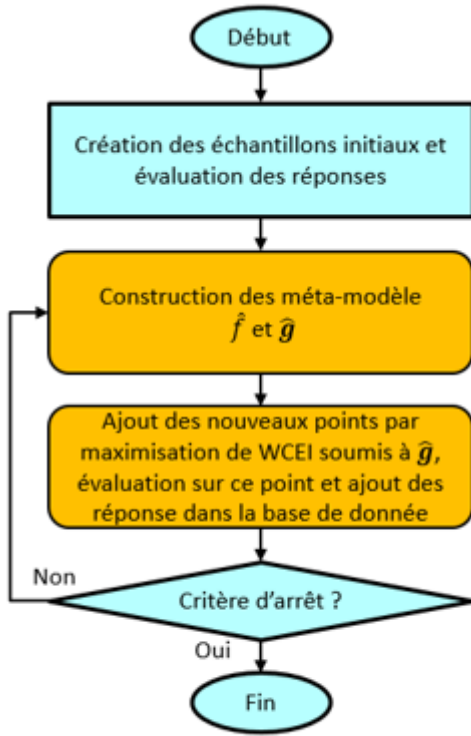 Début
Création des échantillons initiaux et
évaluation des réponses
Construction des méta-modèle
f̂ et ĝ
Ajout des nouveaux points par
maximisation de WCEI soumis à ĝ,
évaluation sur ce point et ajout des
réponse dans la base de donnée
Non
Critère d'arrêt ?
Oui
Fin